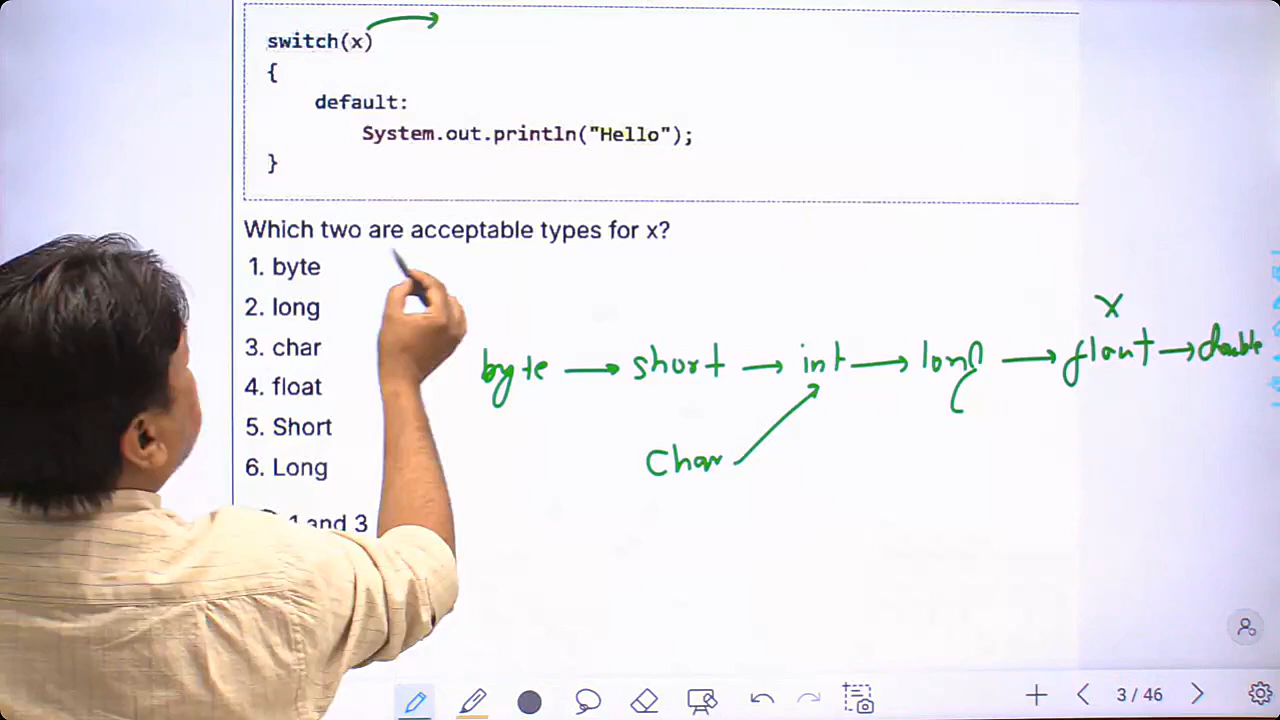 switch(x)
{
default:
System.out.println("Hello");
}
Which two are acceptable types for x?
1. byte
2. long
3. char
4. float
5. Short
6. Long
1 and 3
x
byte → short → int → long → float → double
Char
3 / 46